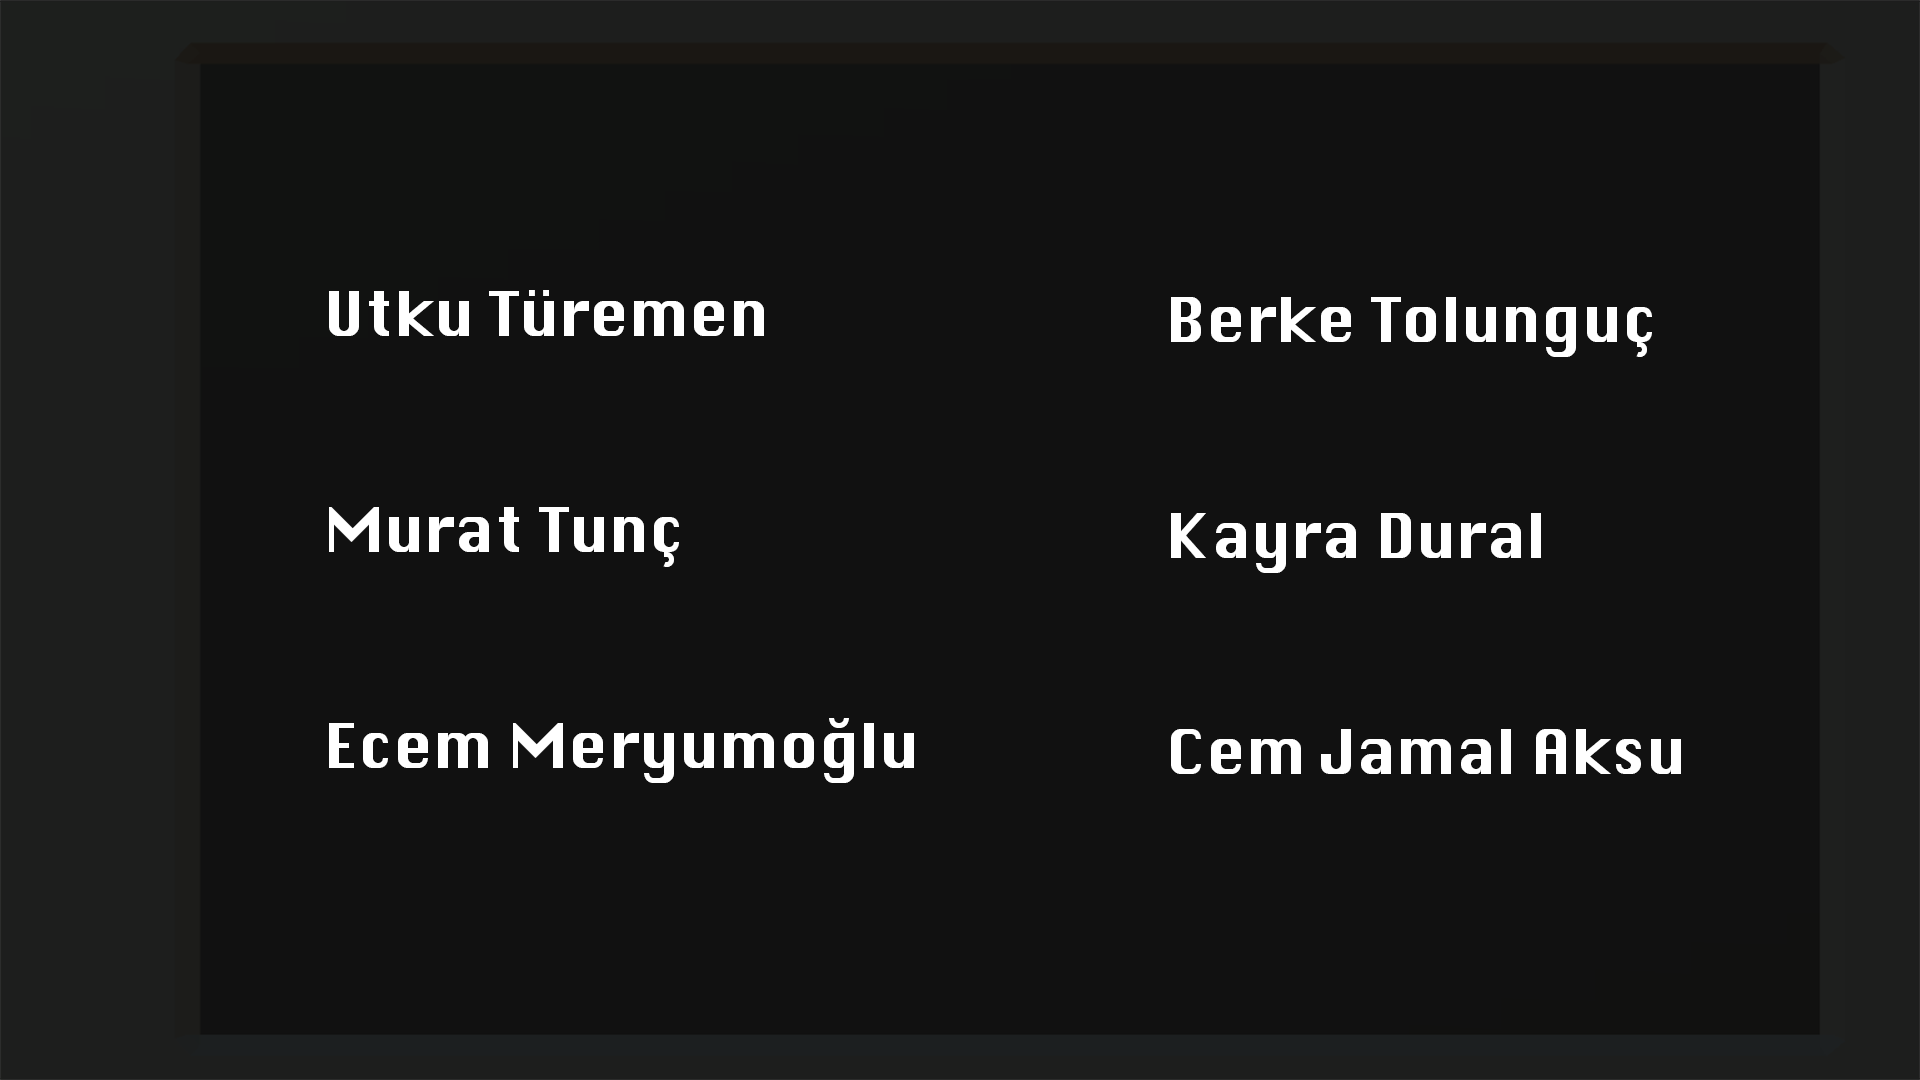 Utku Türemen
Berke Tolunguç
Murat Tunç
Kayra Dural
Ecem Meryumoğlu
Cem Jamal Aksu